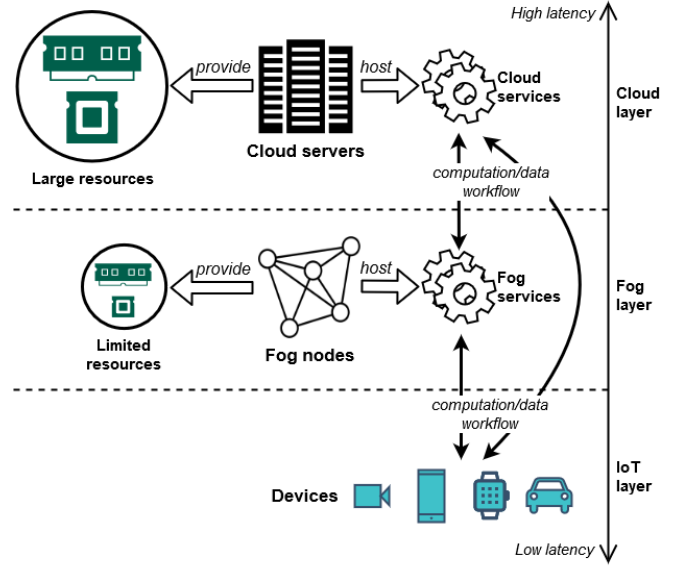 High latency
provide
host
Cloud
services
Cloud
layer
Cloud servers
Large resources
computation/data
workflow
provide
host
Fog
services
Fog
layer
Limited
resources
Fog nodes
computation/data
workflow
IoT
layer
Devices
Low latency